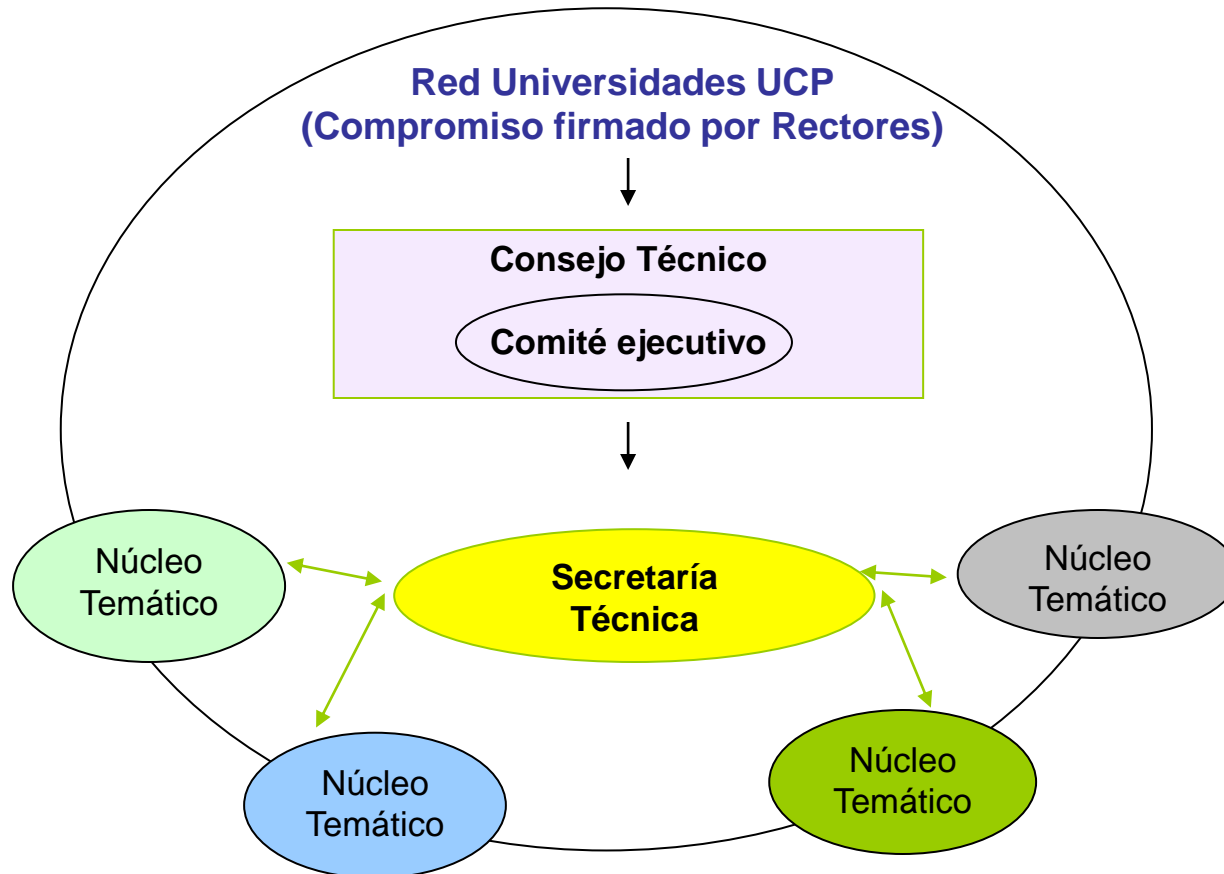 Red Universidades UCP
(Compromiso firmado por Rectores)
Consejo Técnico
Comité ejecutivo
Secretaría
Técnica
Núcleo
Temático
Núcleo
Temático
Núcleo
Temático
Núcleo
Temático